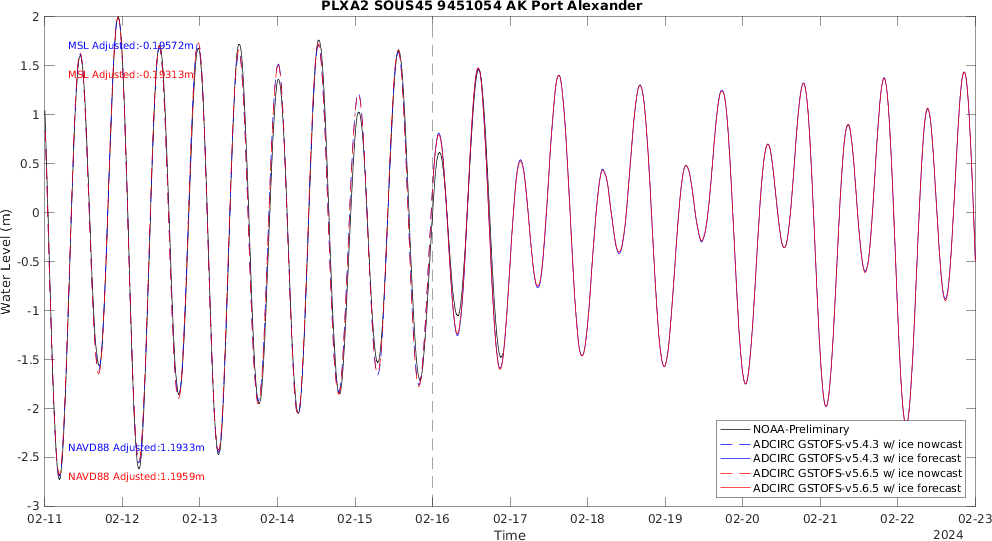 PLXA2 SOUS45 9451054 AK Port Alexander
2
1.5
1
0.5
0
-0.5
-1
-1.5
-2
-2.5
-3
Water Level (m)
MSL Adjusted:-0.19572m
MSL Adjusted:-0.19313m
NAVD88 Adjusted:1.1933m
NAVD88 Adjusted:1.1959m
NOAA-Preliminary
ADCIRC GSTOFS-v5.4.3 w/ ice nowcast
ADCIRC GSTOFS-v5.4.3 w/ ice forecast
ADCIRC GSTOFS-v5.6.5 w/ ice nowcast
ADCIRC GSTOFS-v5.6.5 w/ ice forecast
02-11 02-12 02-13 02-14 02-15 02-16 02-17 02-18 02-19 02-20 02-21 02-22 02-23
Time
2024